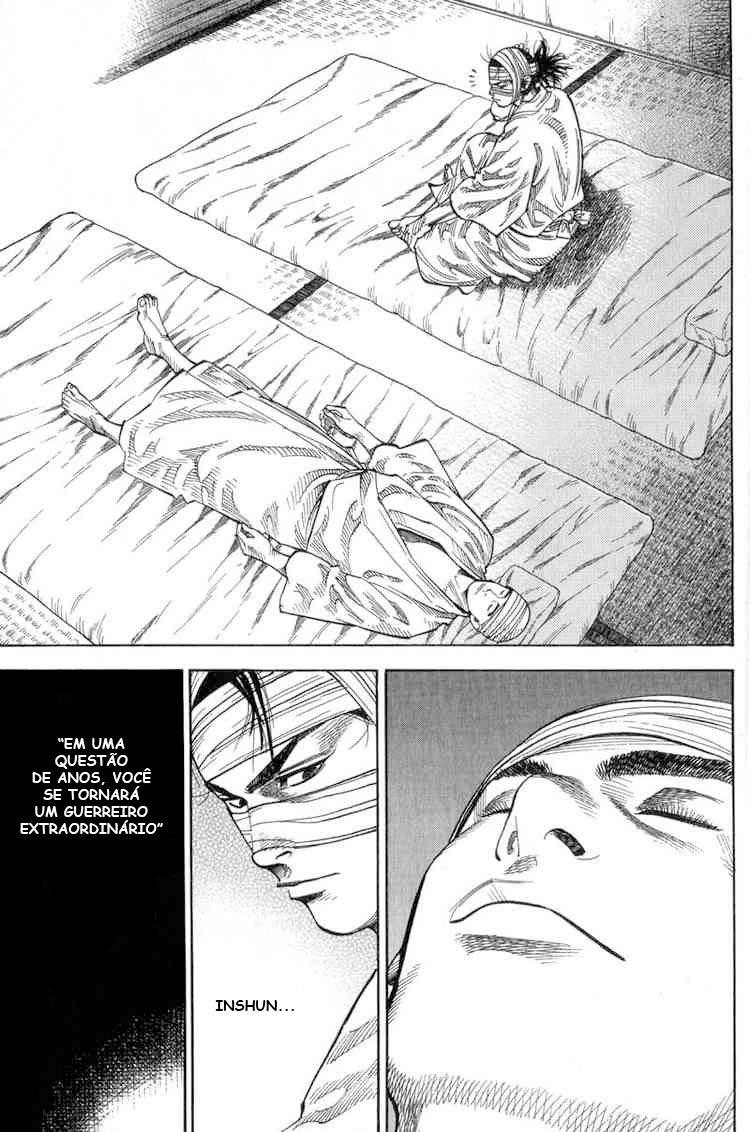 INSHUN...
“EM UMA
QUESTÃO
DE ANOS, VOCÊ
SE TORNARÁ
UM GUERREIRO
EXTRAORDINÁRIO”